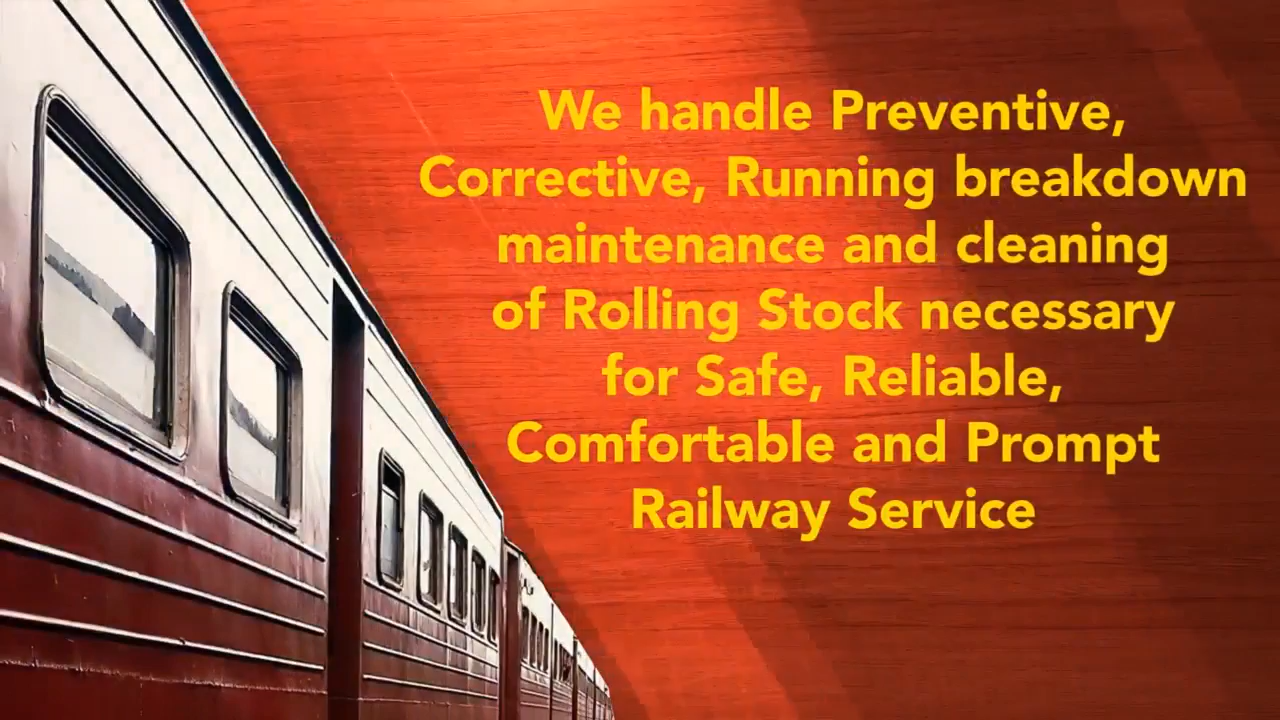 We handle Preventive,
Corrective, Running breakdown
maintenance and cleaning
of Rolling Stock necessary
for Safe, Reliable,
Comfortable and Prompt
Railway Service